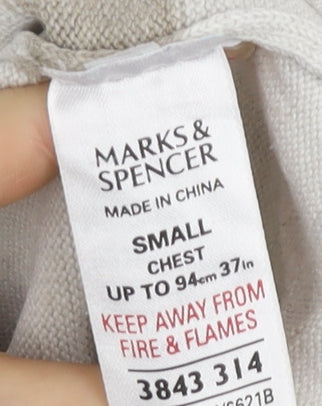 MARKS &
SPENCER
MADE IN CHINA
SMALL
CHEST
UP TO 94cm 37in
KEEP AWAY FROM
FIRE & FLAMES
3843 314